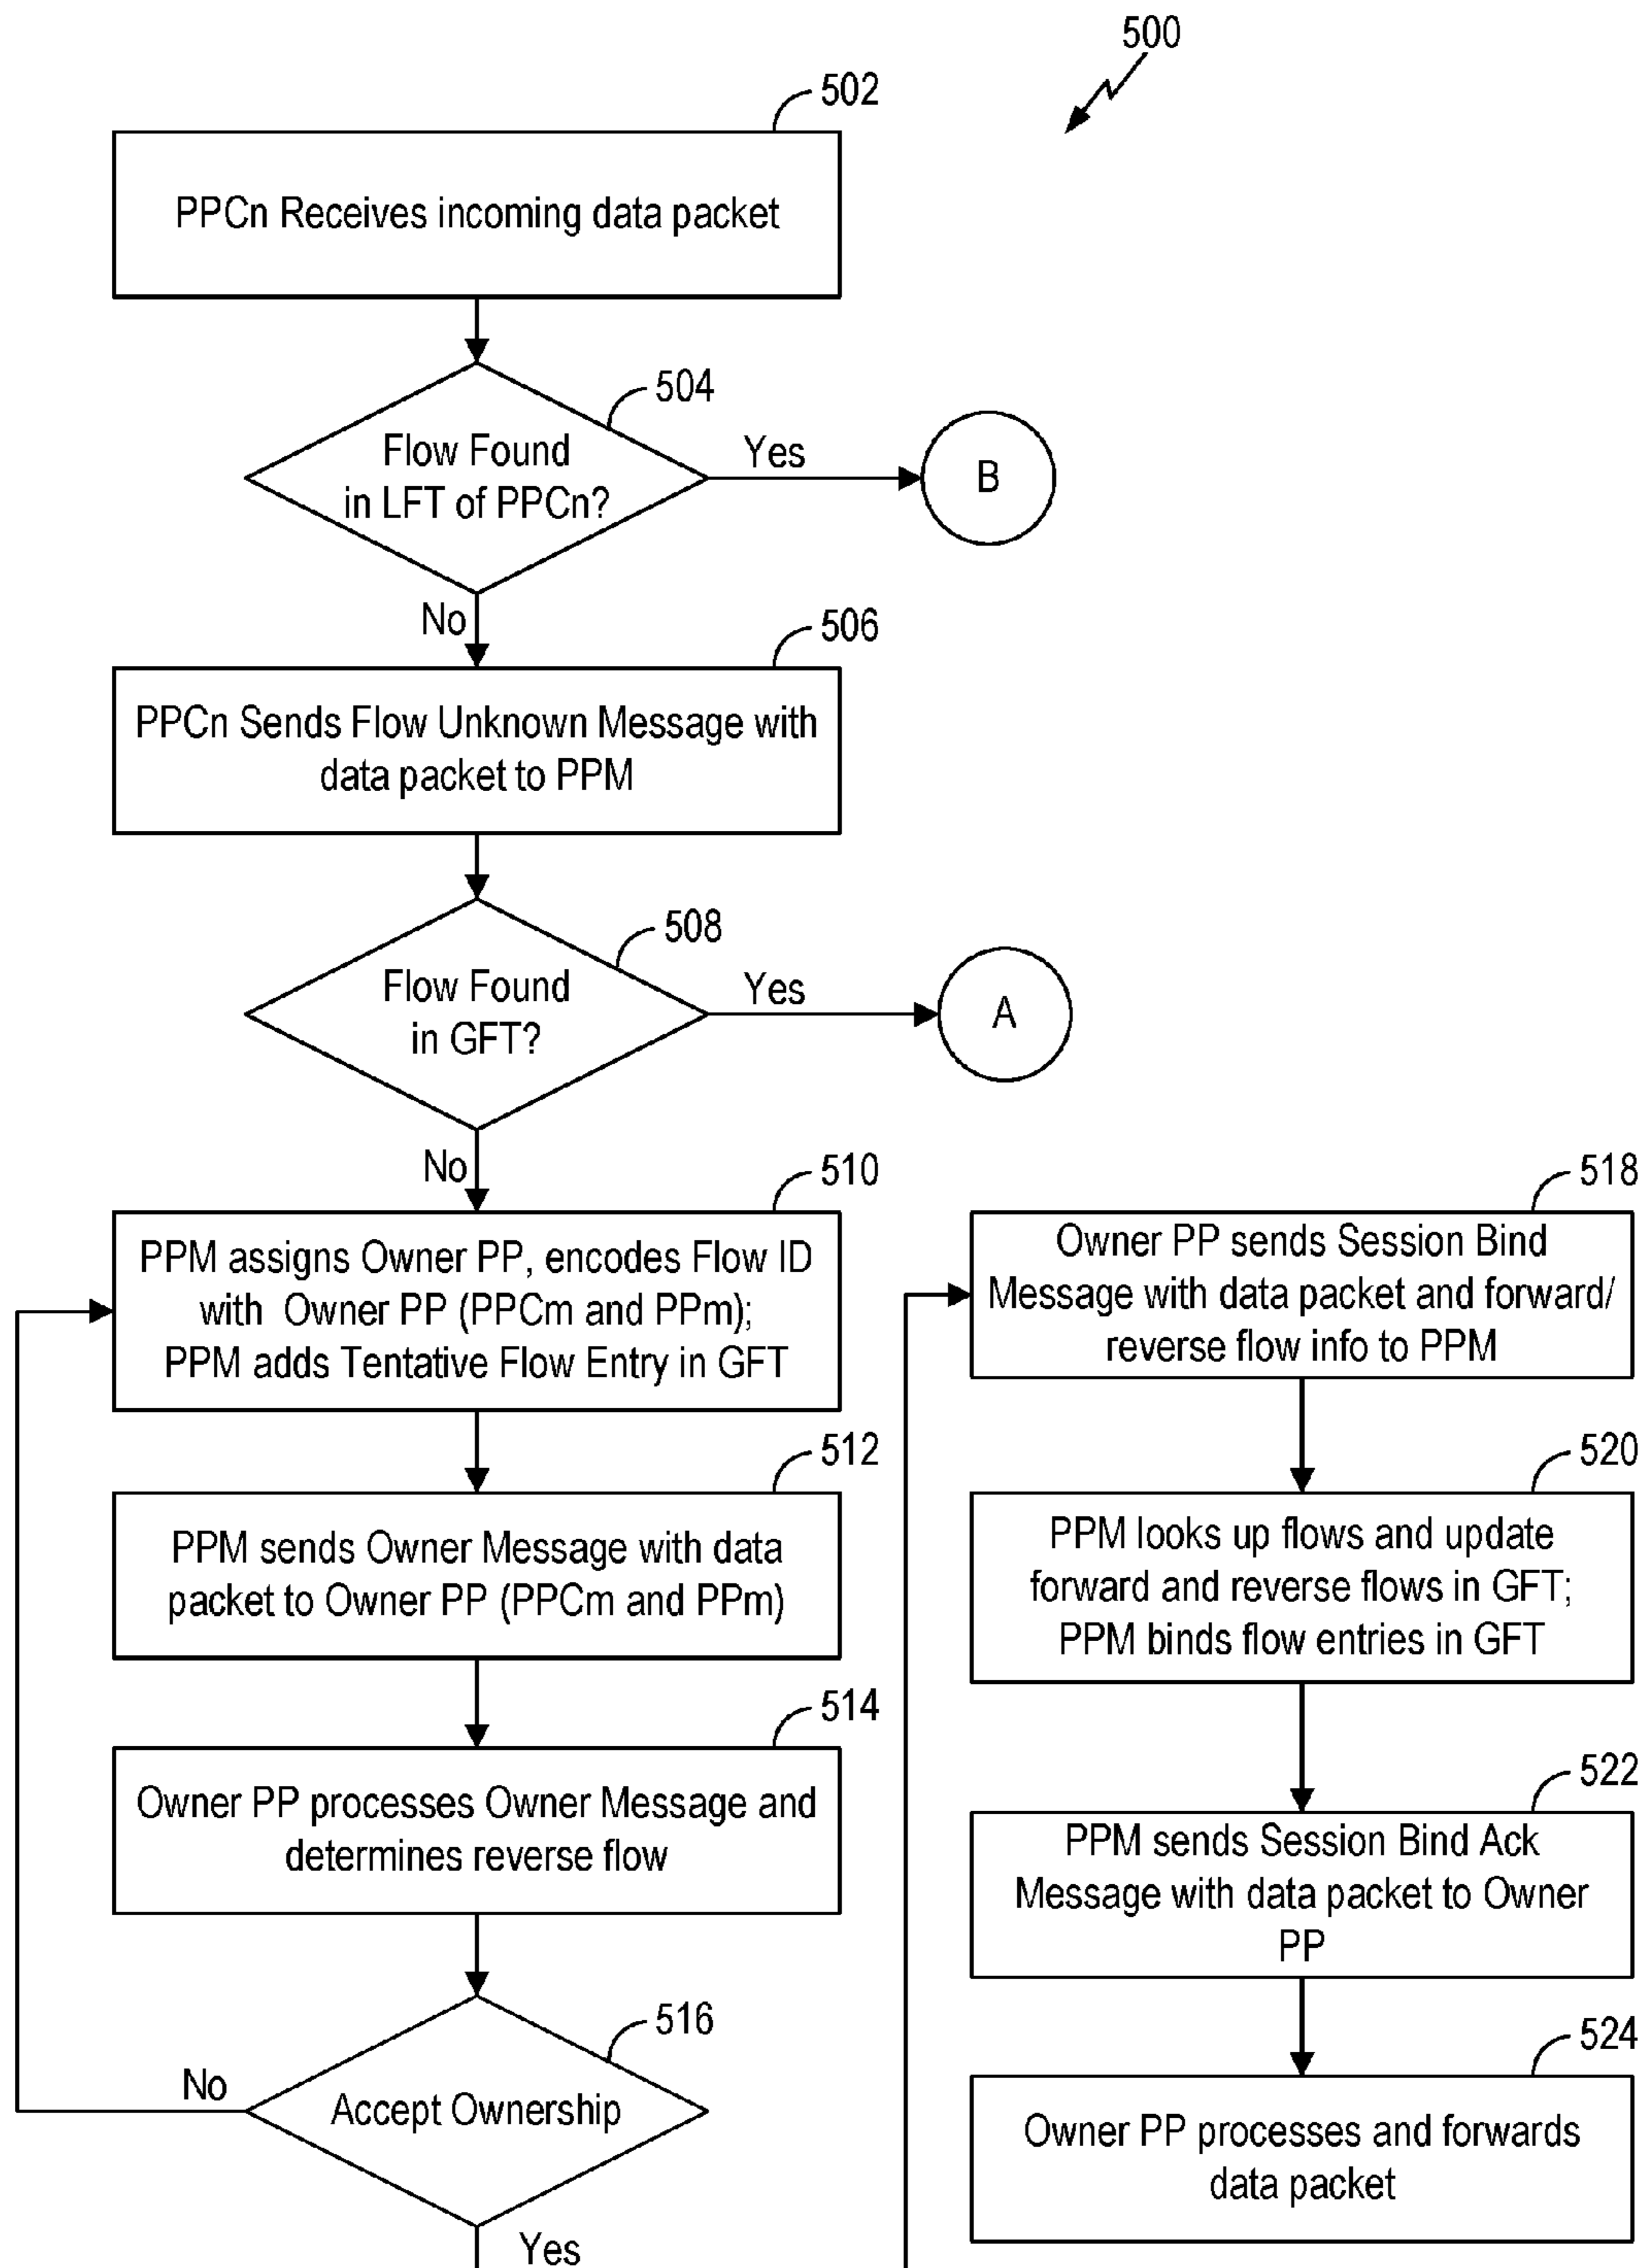 500
502
PPCn Receives incoming data packet
504
Flow Found
in LFT of PPCn?
Yes
B
No
506
PPCn Sends Flow Unknown Message with
data packet to PPM
508
Flow Found
in GFT?
Yes
A
No
510
PPM assigns Owner PP, encodes Flow ID
with Owner PP (PPCm and PPm);
PPM adds Tentative Flow Entry in GFT
512
PPM sends Owner Message with data
packet to Owner PP (PPCm and PPm)
514
Owner PP processes Owner Message and
determines reverse flow
516
Accept Ownership
No
Yes
518
Owner PP sends Session Bind
Message with data packet and forward/
reverse flow info to PPM
520
PPM looks up flows and update
forward and reverse flows in GFT;
PPM binds flow entries in GFT
522
PPM sends Session Bind Ack
Message with data packet to Owner
PP
524
Owner PP processes and forwards
data packet